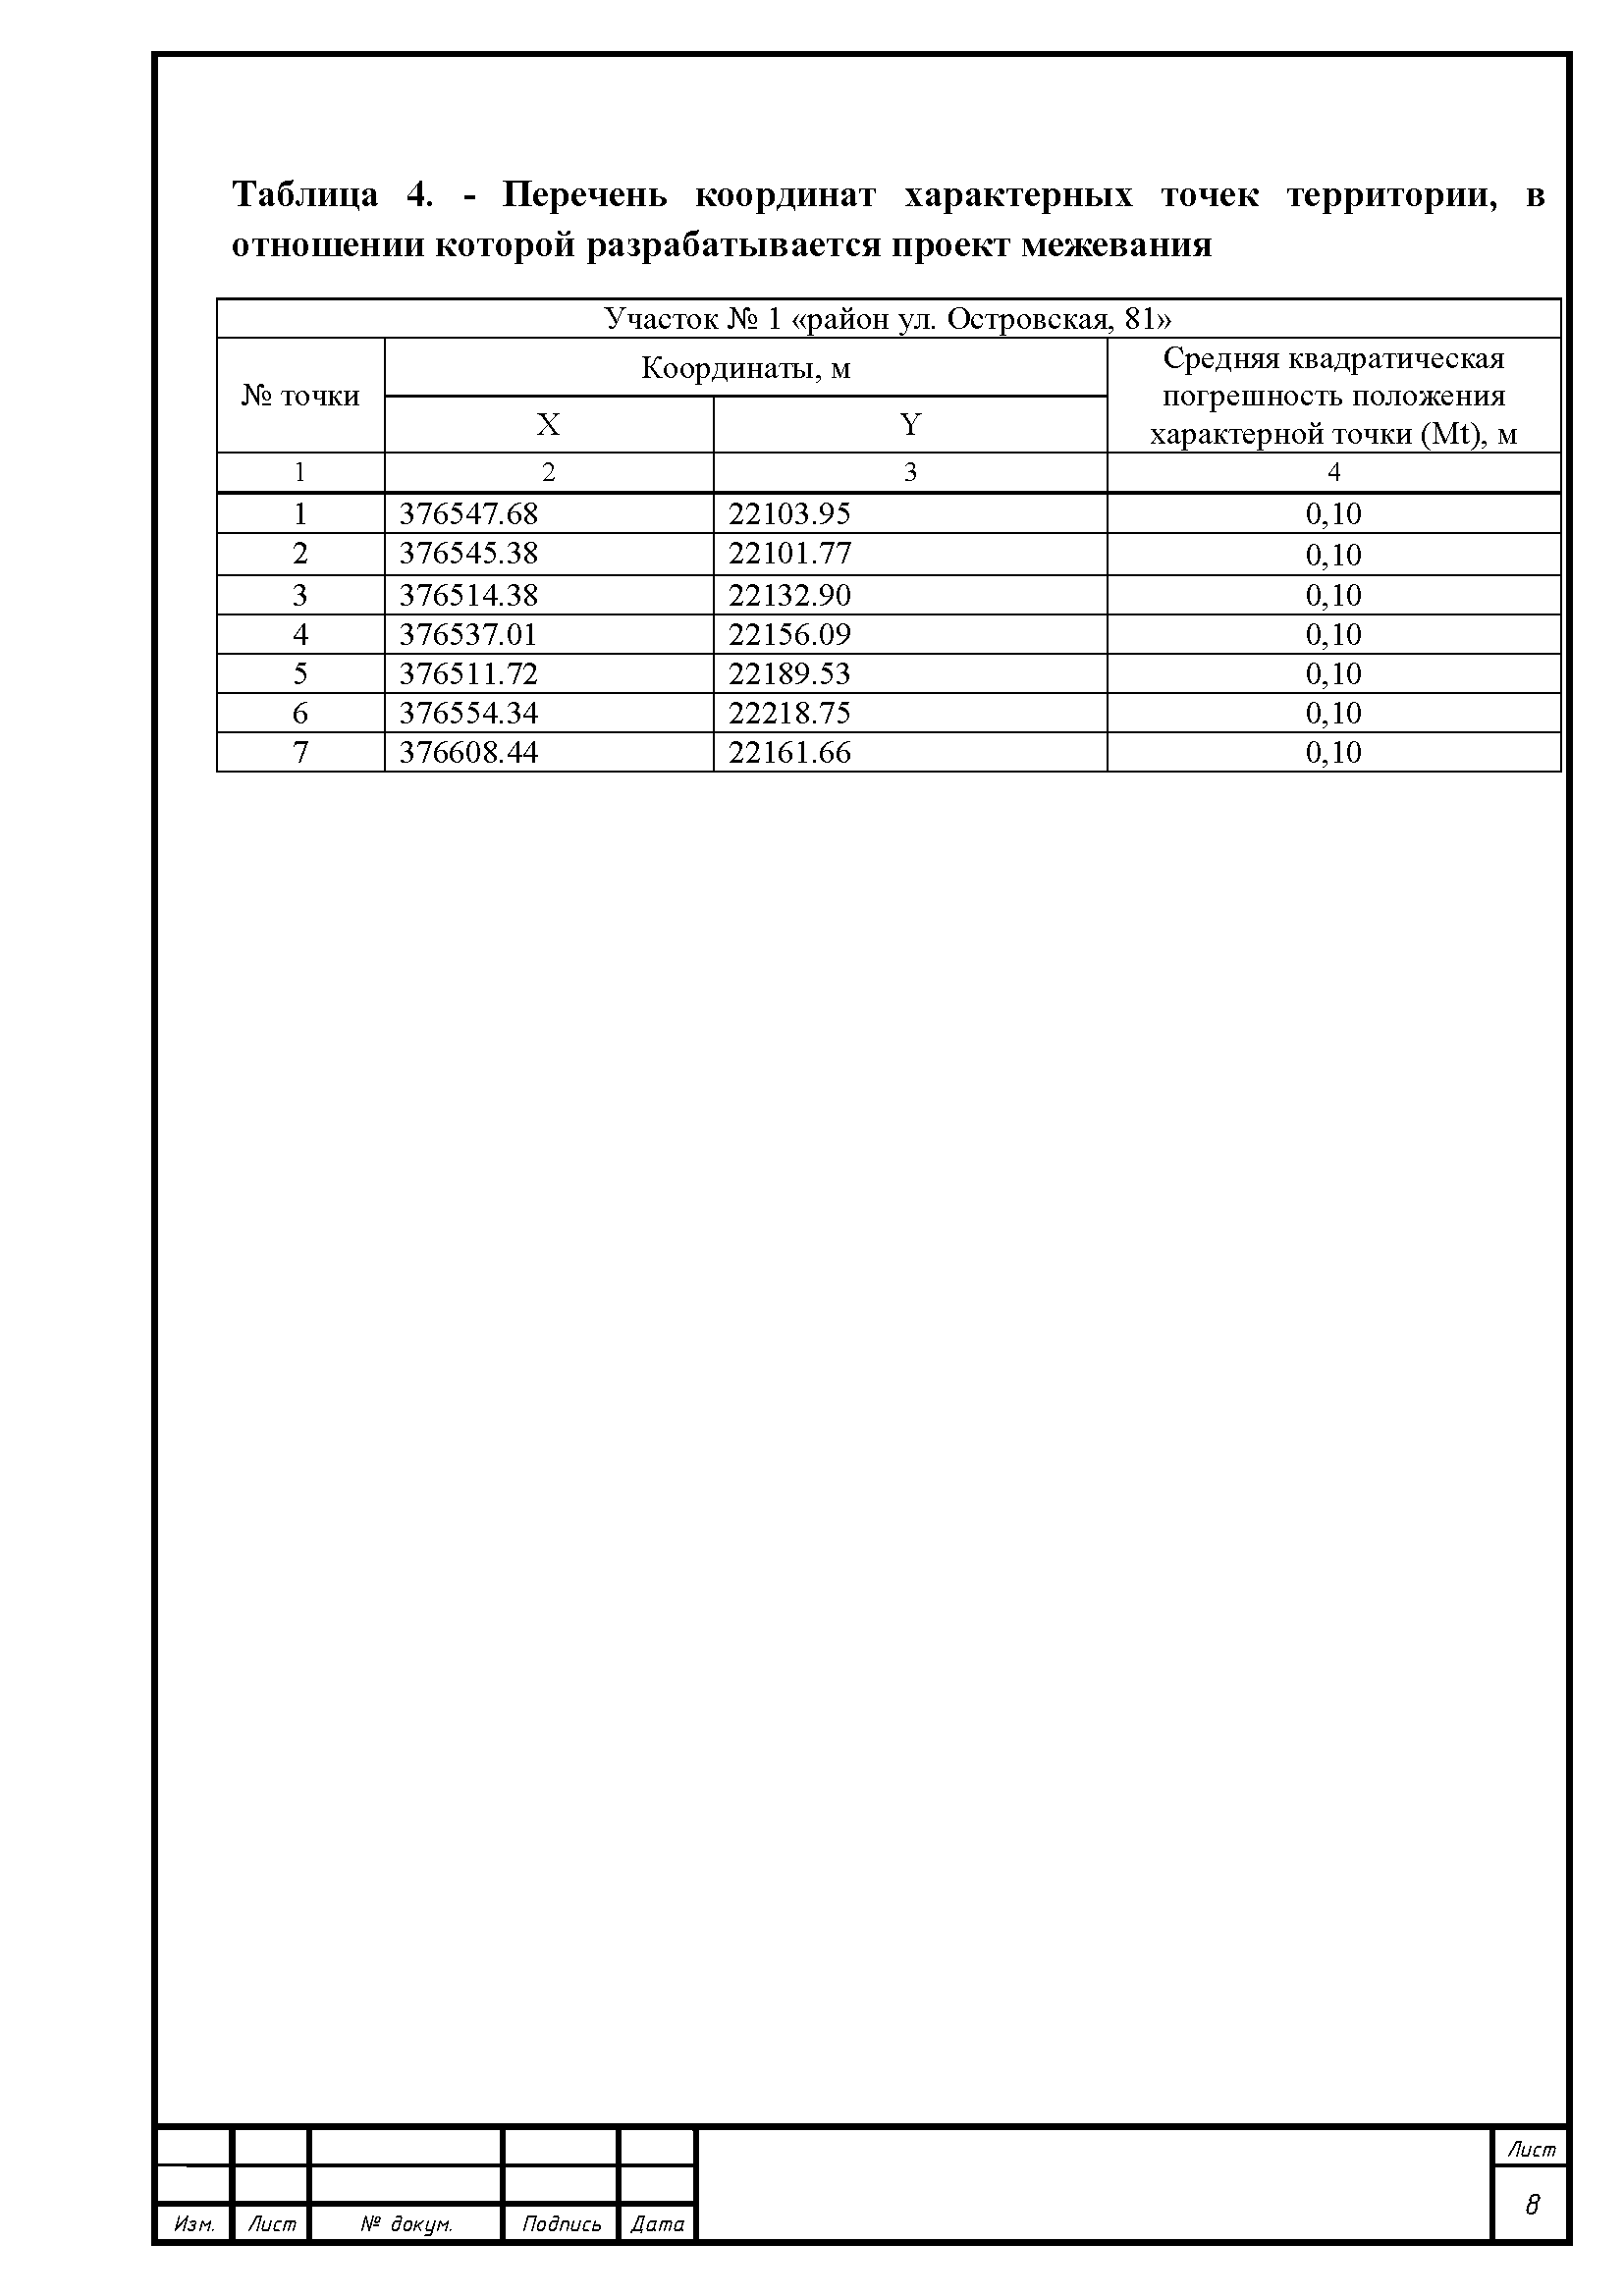 Таблица 4. - Перечень координат характерных точек территории, в
отношении которой разрабатывается проект межевания
Участок № 1 «район ул. Островская, 81»
№ точки
Координаты, м
Средняя квадратическая
погрешность положения
характерной точки (Mt), м
X Y
1 2 3 4
1 376547.68 22103.95 0,10
2 376545.38 22101.77 0,10
3 376514.38 22132.90 0,10
4 376537.01 22156.09 0,10
5 376511.72 22189.53 0,10
6 376554.34 22218.75 0,10
7 376608.44 22161.66 0,10
Лист
8
Изм. Лист № докум. Подпись Дата